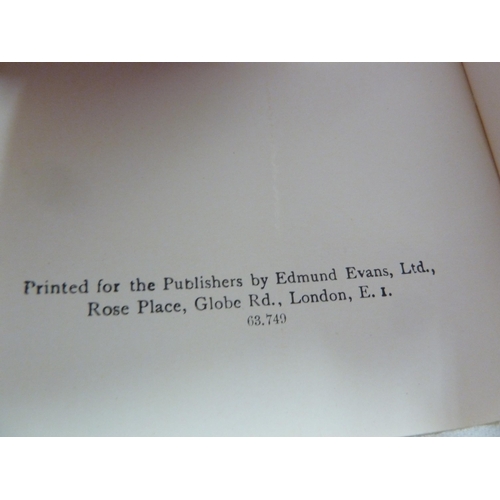 Printed for the Publishers by Edmund Evans, Ltd.,
Rose Place, Globe Rd., London, E. 1.
63.749